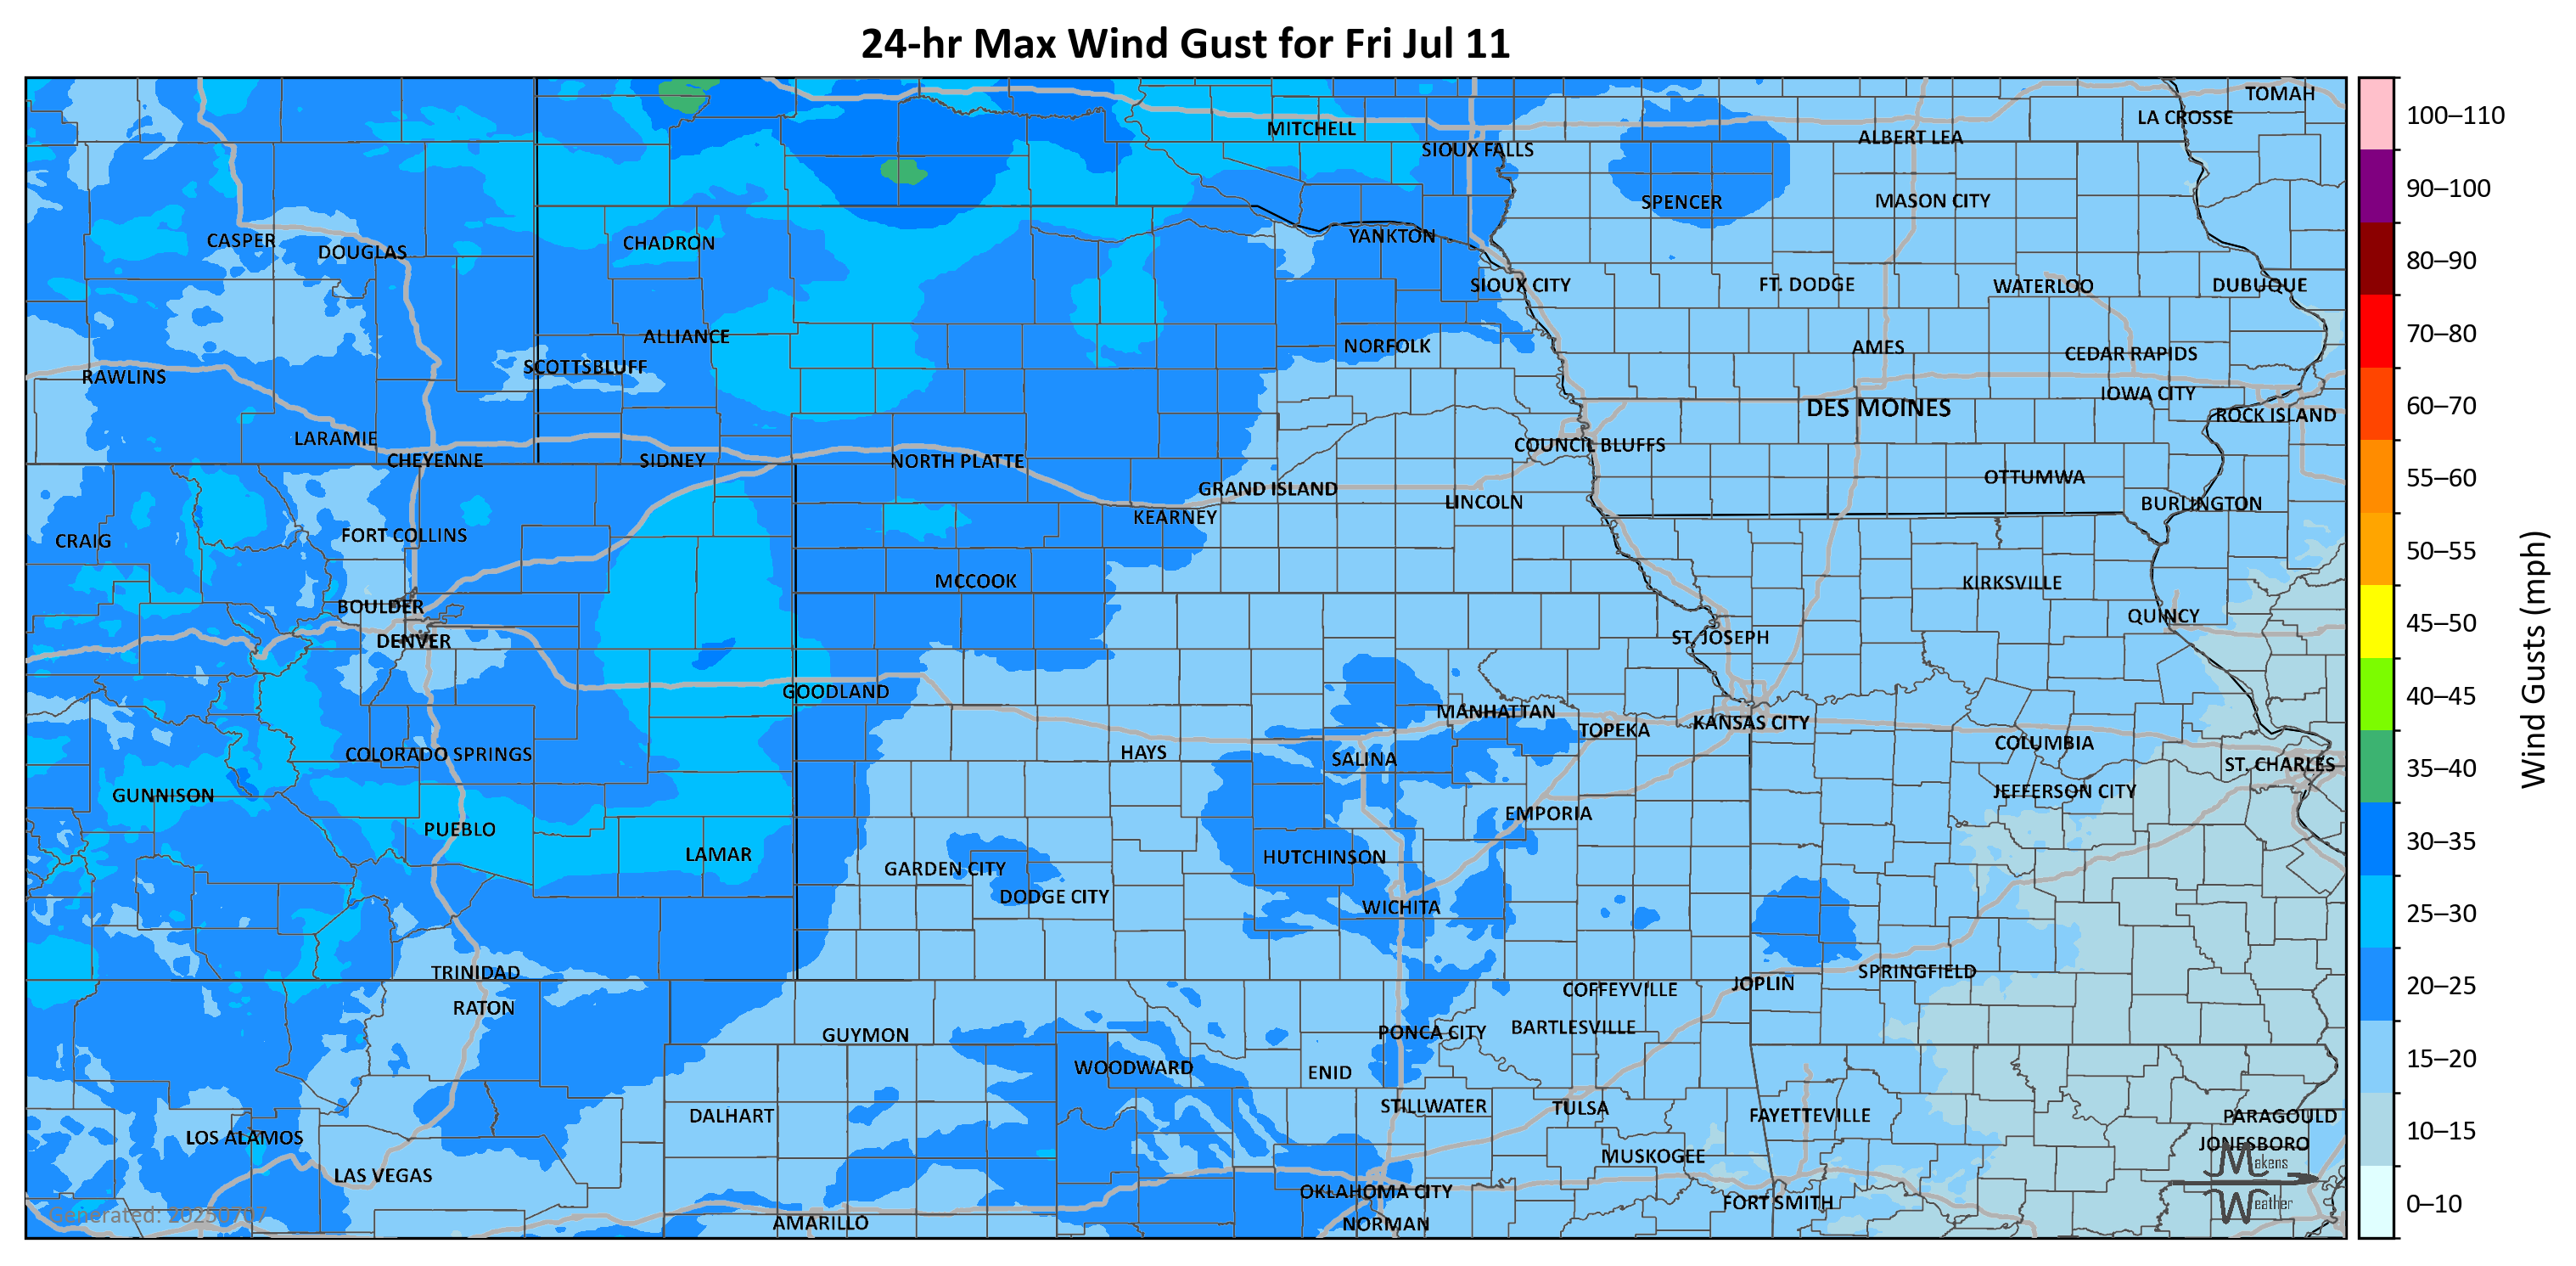 24-hr Max Wind Gust for Fri Jul 11
TOMAH
LA CROSSE
MITCHELL
ALBERT LEA
SIOUX FALLS
SPENCER
MASON CITY
CASPER
DOUGLAS
CHADRON
YANKTON
SIOUX CITY
FT. DODGE
WATERLOO
DUBUQUE
ALLIANCE
NORFOLK
AMES
CEDAR RAPIDS
SCOTTSBLUFF
RAWLINS
IOWA CITY
DES MOINES
ROCK ISLAND
LARAMIE
COUNCIL BLUFFS
CHEYENNE
SIDNEY
NORTH PLATTE
OTTUMWA
GRAND ISLAND
LINCOLN
BURLINGTON
KEARNEY
FORT COLLINS
CRAIG
MCCOOK
KIRKSVILLE
BOULDER
QUINCY
DENVER
ST. JOSEPH
GOODLAND
MANHATTAN
TOPEKA
KANSAS CITY
COLUMBIA
COLORADO SPRINGS
HAYS
SALINA
ST. CHARLES
GUNNISON
JEFFERSON CITY
EMPORIA
PUEBLO
LAMAR
HUTCHINSON
GARDEN CITY
DODGE CITY
WICHITA
TRINIDAD
SPRINGFIELD
JOPLIN
COFFEYVILLE
RATON
BARTLESVILLE
PONCA CITY
GUYMON
WOODWARD
ENID
STILLWATER
TULSA
DALHART
FAYETTEVILLE
PARAGOULD
LOS ALAMOS
JONESBORO
MUSKOGEE
LAS VEGAS
OKLAHOMA CITY
FORT SMITH
AMARILLO
NORMAN
Generated: 20250707
Makens
Weather
100–110
90–100
80–90
70–80
60–70
55–60
50–55
45–50
40–45
35–40
30–35
25–30
20–25
15–20
10–15
0–10
Wind Gusts (mph)